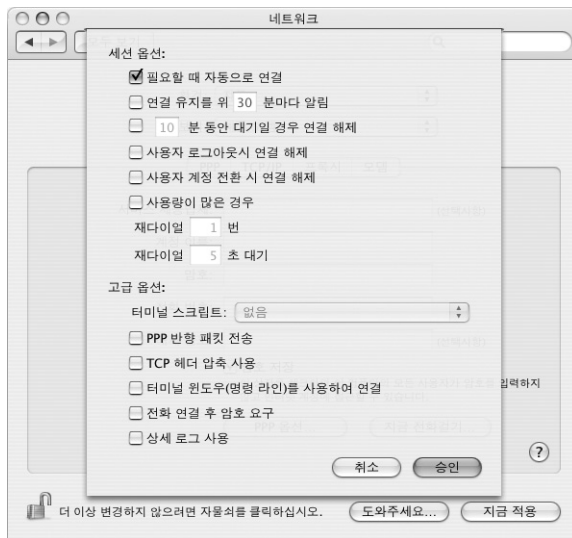 네트워크
세션 옵션:
필요할 때 자동으로 연결
연결 유지를 위 30 분마다 알림
10 분 동안 대기일 경우 연결 해제
사용자 로그아웃시 연결 해제
사용자 계정 전환 시 연결 해제
사용량이 많은 경우
재다이얼 1 번
재다이얼 5 초 대기
고급 옵션:
터미널 스크립트: 없음
PPP 반향 패킷 전송
TCP 헤더 압축 사용
터미널 윈도우(명령 라인)를 사용하여 연결
입력하지
전화 연결 후 암호 요구
상세 로그 사용
취소 승인
?
더 이상 변경하지 않으려면 자물쇠를 클릭하십시오. 도와주세요... 지금 적용